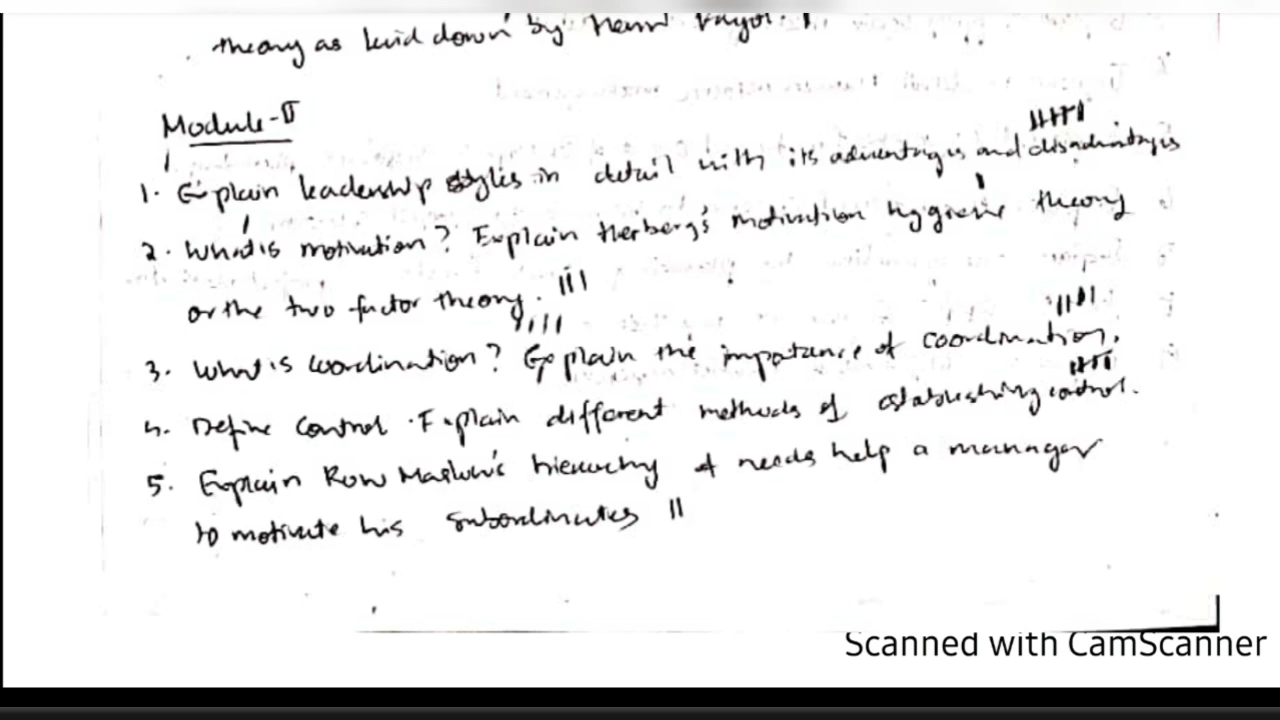 theory as laid down by Henri Fayol.
Module-II
1. Explain leadership styles in detail with its advantages and disadvantages
2. What is motivation? Explain Herberg's motivation hygiene theory
or the two factor theory.
3. What is coordination? Explain the importance of coordination.
4. Define control. Explain different methods of establishing control.
5. Explain How Maslow's hierarchy of needs help a manager
to motivate his subordinates
Scanned with CamScanner